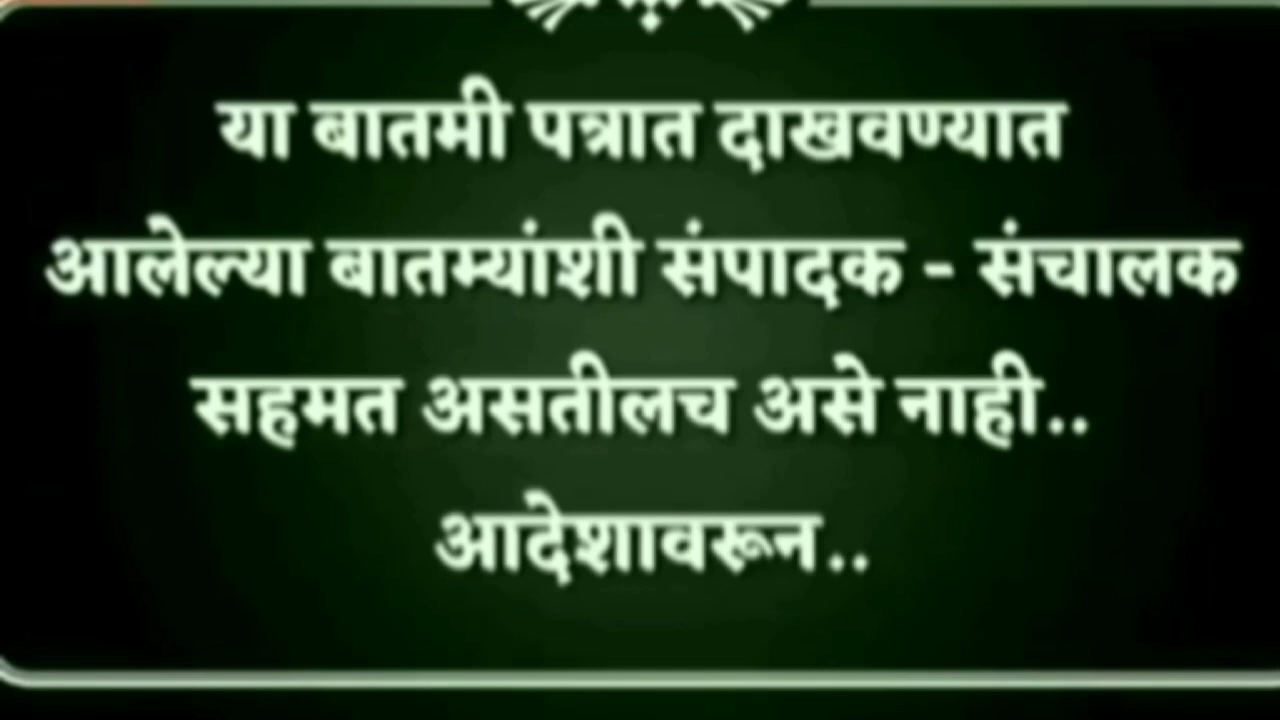 या बातमी पत्रात दाखवण्यात
आलेल्या बातम्यांशी संपादक - संचालक
सहमत असतीलच असे नाही..
आदेशावरून..